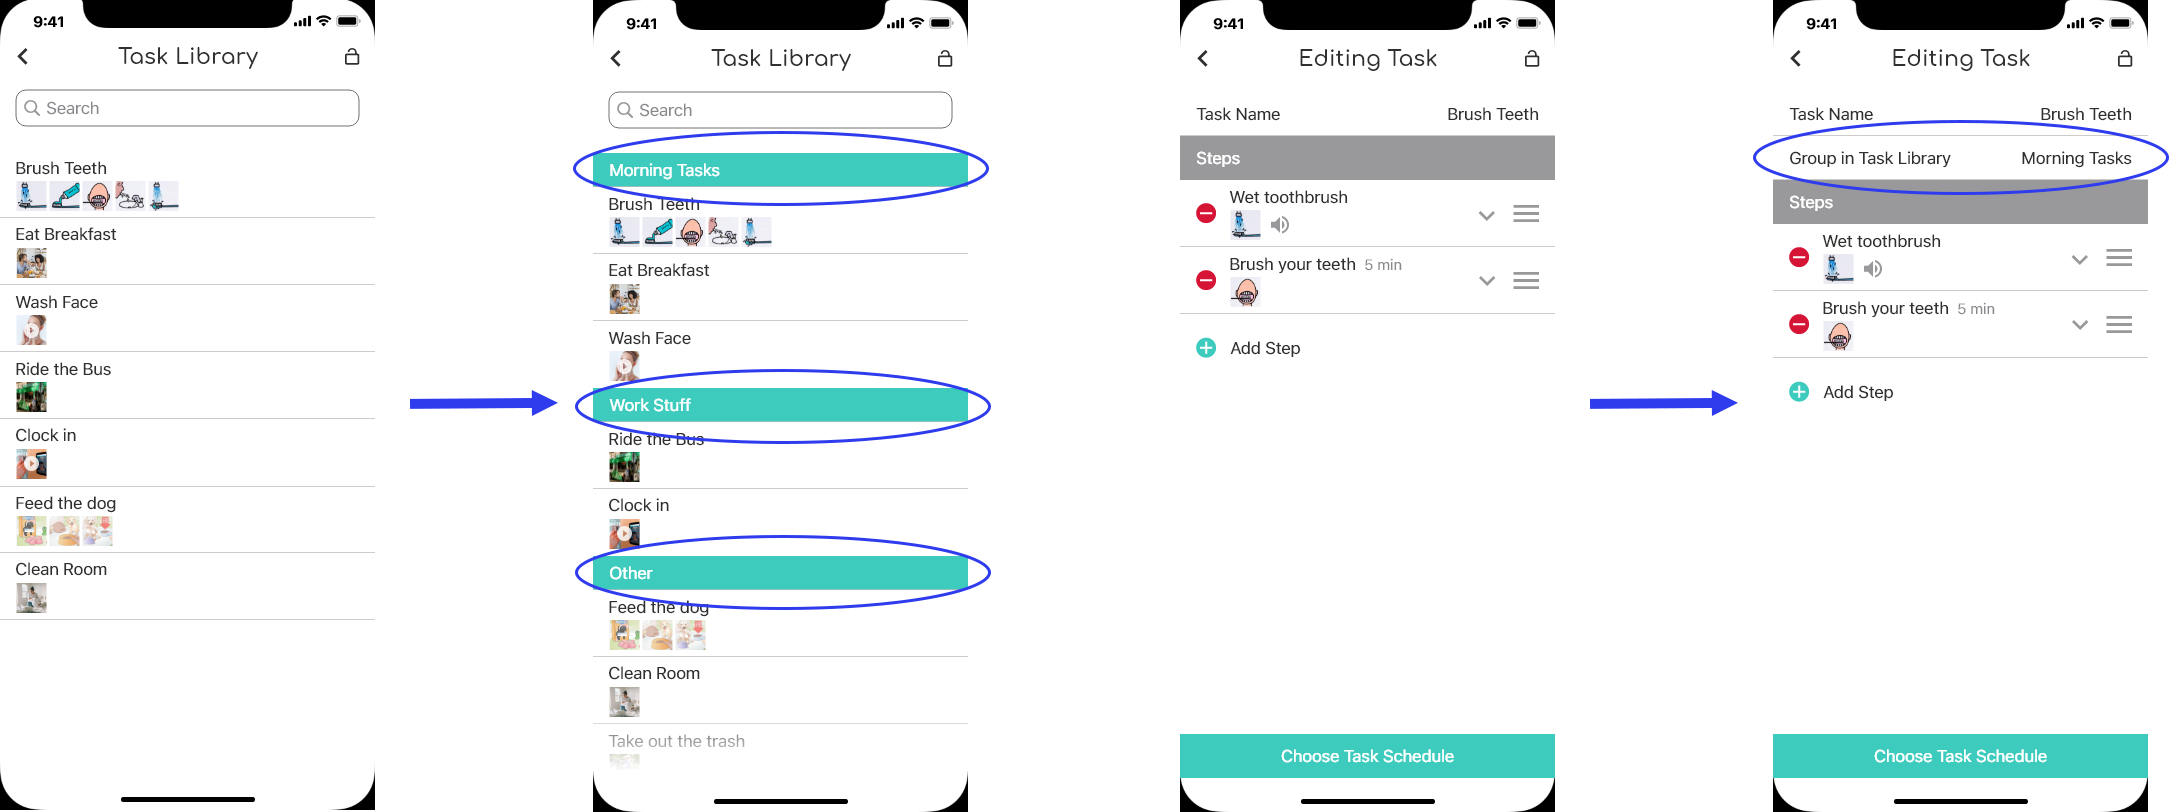 9:41
Task Library
Search
Brush Teeth
Eat Breakfast
Wash Face
Ride the Bus
Clock in
Feed the dog
Clean Room
9:41
Task Library
Search
Morning Tasks
Brush Teeth
Eat Breakfast
Wash Face
Work Stuff
Ride the Bus
Clock in
Other
Feed the dog
Clean Room
Take out the trash
9:41
Editing Task
Task Name Brush Teeth
Steps
Wet toothbrush
Brush your teeth 5 min
Add Step
Choose Task Schedule
9:41
Editing Task
Task Name Brush Teeth
Group in Task Library Morning Tasks
Steps
Wet toothbrush
Brush your teeth 5 min
Add Step
Choose Task Schedule